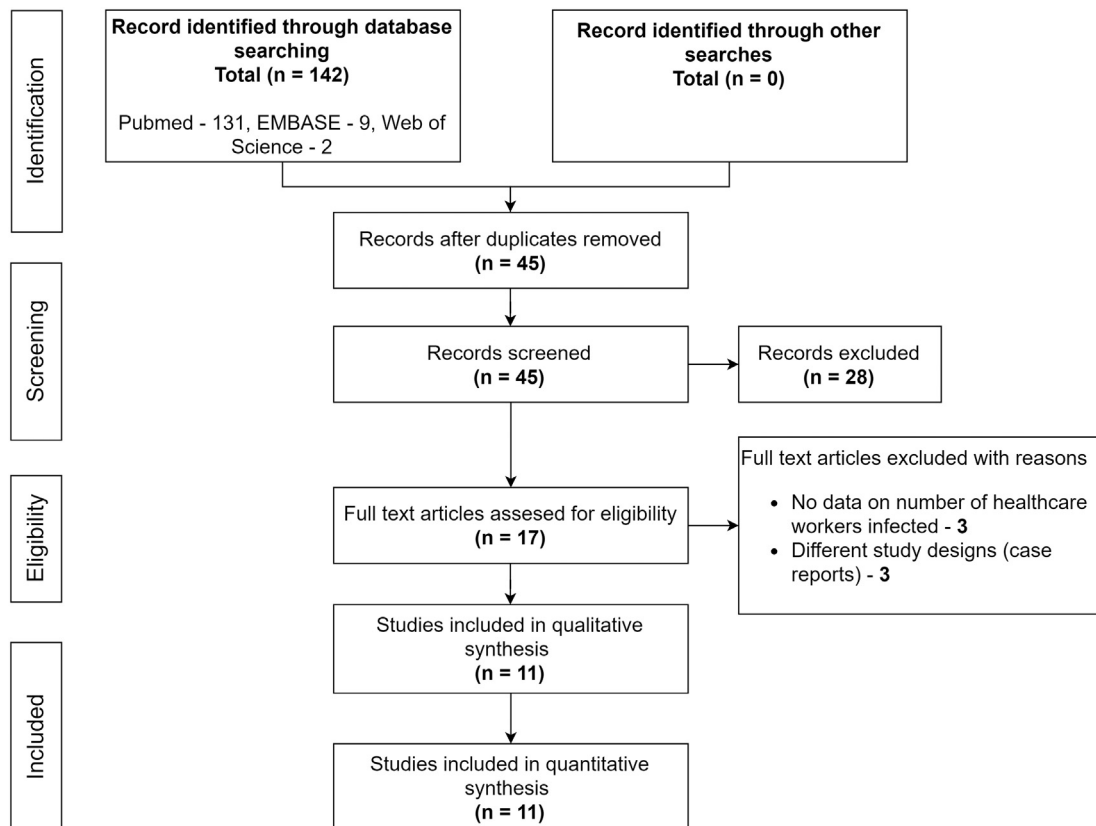 Identification
Record identified through database
searching
Total (n = 142)
Pubmed - 131, EMBASE - 9, Web of
Science - 2
Record identified through other
searches
Total (n = 0)
Records after duplicates removed
(n = 45)
Screening
Records screened
(n = 45)
Records excluded
(n = 28)
Eligibility
Full text articles assesed for eligibility
(n = 17)
Full text articles excluded with reasons
• No data on number of healthcare
workers infected - 3
• Different study designs (case
reports) - 3
Included
Studies included in qualitative
synthesis
(n = 11)
Studies included in quantitative
synthesis
(n = 11)